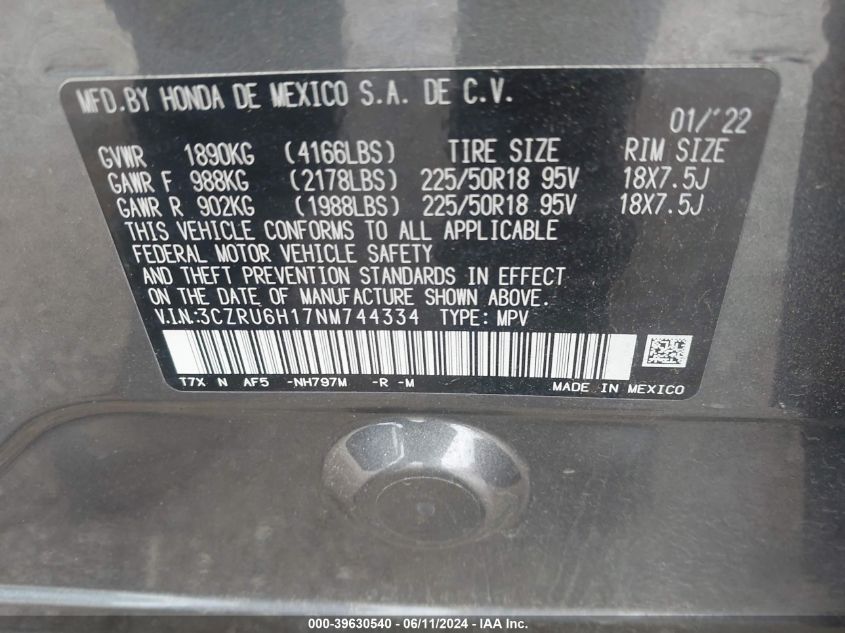 MFD.BY HONDA DE MEXICO S.A. DE C.V.
01/'22
GVWR 1890KG (4166LBS) TIRE SIZE RIM SIZE
GAWR F 988KG (2178LBS) 225/50R18 95V 18X7.5J
GAWR R 902KG (1988LBS) 225/50R18 95V 18X7.5J
THIS VEHICLE CONFORMS TO ALL APPLICABLE
FEDERAL MOTOR VEHICLE SAFETY
AND THEFT PREVENTION STANDARDS IN EFFECT
ON THE DATE OF MANUFACTURE SHOWN ABOVE.
V.I.N.:3CZRU6H17NM744334 TYPE: MPV
T7X N AF5 -NH797M -R -M MADE IN MEXICO
000-39630540 / 06/11/2024 - IAA Inc.